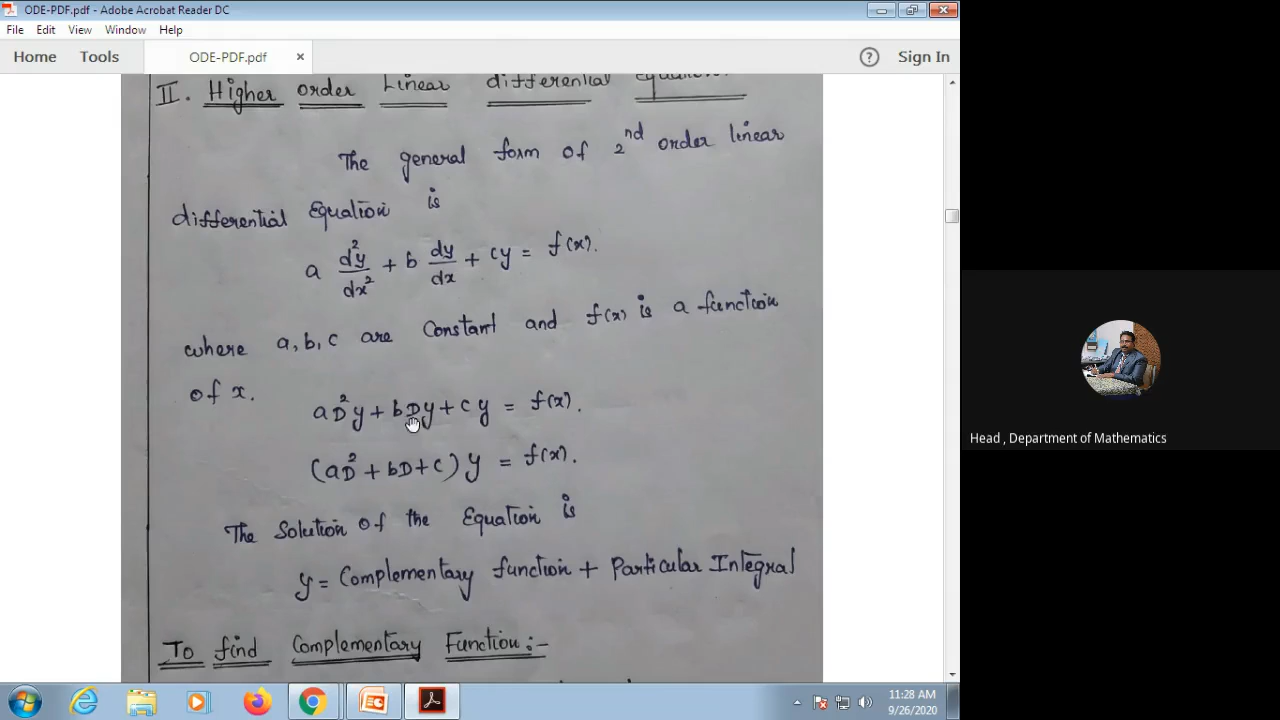 ODE-PDF.pdf - Adobe Acrobat Reader DC
File Edit View Window Help
Home Tools ODE-PDF.pdf × ? Sign In
II. Higher order Linear differential Equation.
The general form of 2nd order linear
differential Equation is
a d²y/dx² + b dy/dx + cy = f(x).
where a, b, c are Constant and f(x) is a function
of x.
aD²y + bDy + cy = f(x).
(aD² + bD + c) y = f(x).
The Solution of the Equation is
y = Complementary function + Particular Integral
To find Complementary Function:-
Head , Department of Mathematics
11:28 AM
9/26/2020